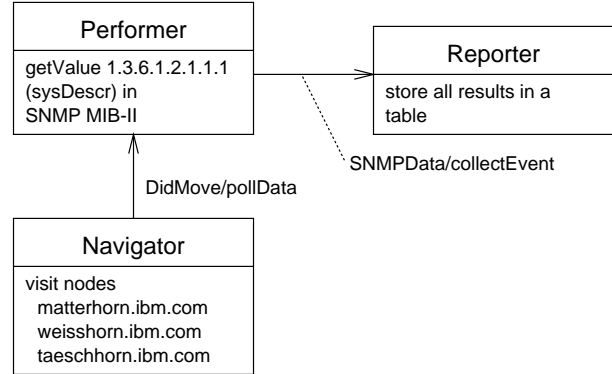 Performer
getValue 1.3.6.1.2.1.1.1
(sysDescr) in
SNMP MIB-II
Reporter
store all results in a
table
SNMPData/collectEvent
DidMove/pollData
Navigator
visit nodes
matterhorn.ibm.com
weisshorn.ibm.com
taeschhorn.ibm.com